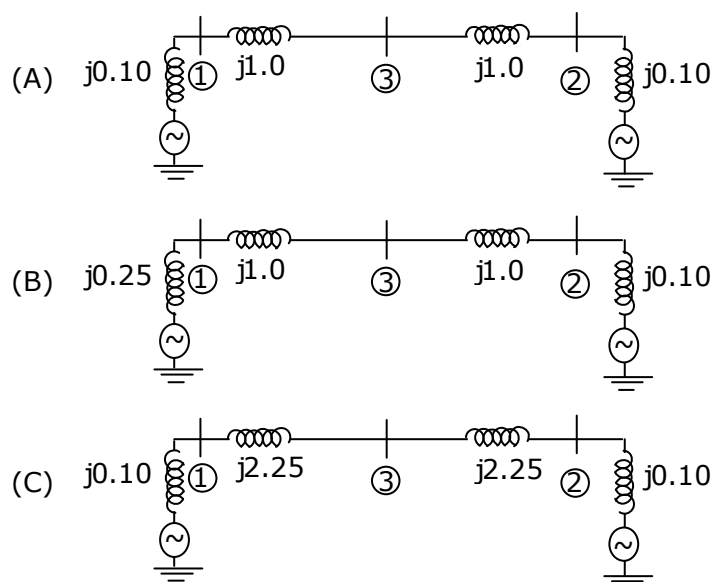 j1.0 j1.0
(A) j0.10 ① ③ ② j0.10
~ ~
j1.0 j1.0
(B) j0.25 ① ③ ② j0.10
~ ~
j2.25 j2.25
(C) j0.10 ① ③ ② j0.10
~ ~